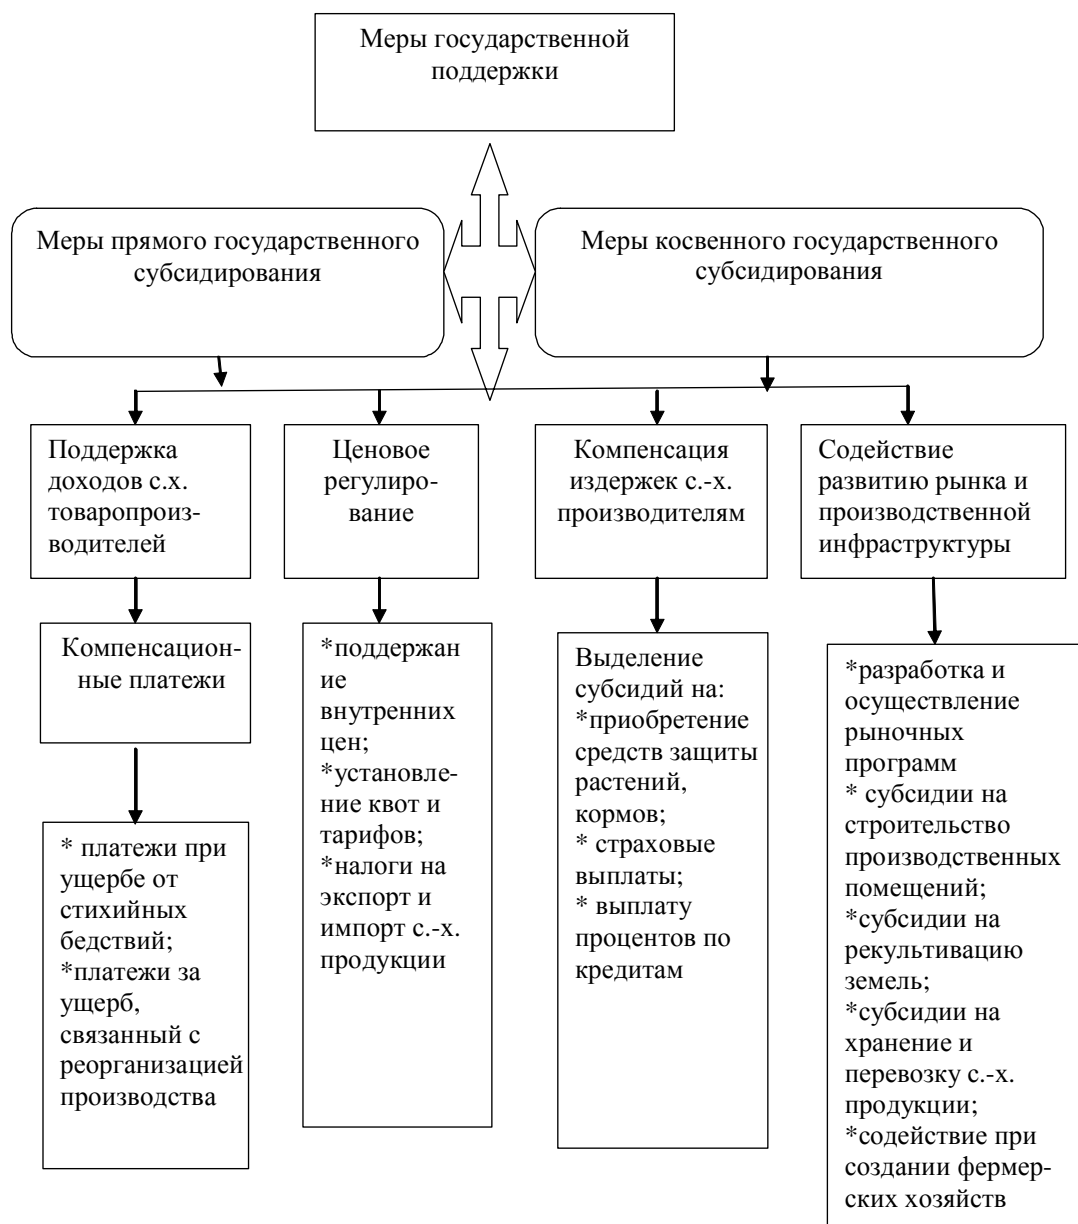 Меры государственной
поддержки
Меры прямого государственного
субсидирования
Меры косвенного государственного
субсидирования
Поддержка
доходов с.х.
товаропроиз-
водителей
Ценовое
регулиро-
вание
Компенсация
издержек с.-х.
производителям
Содействие
развитию рынка и
производственной
инфраструктуры
Компенсацион-
ные платежи
* платежи при
ущербе от
стихийных
бедствий;
*платежи за
ущерб,
связанный с
реорганизацией
производства
*поддержан
ие
внутренних
цен;
*установле-
ние квот и
тарифов;
*налоги на
экспорт и
импорт с.-х.
продукции
Выделение
субсидий на:
*приобретение
средств защиты
растений,
кормов;
* страховые
выплаты;
* выплату
процентов по
кредитам
*разработка и
осуществление
рыночных
программ
* субсидии на
строительство
производственных
помещений;
*субсидии на
рекультивацию
земель;
*субсидии на
хранение и
перевозку с.-х.
продукции;
*содействие при
создании фермер-
ских хозяйств